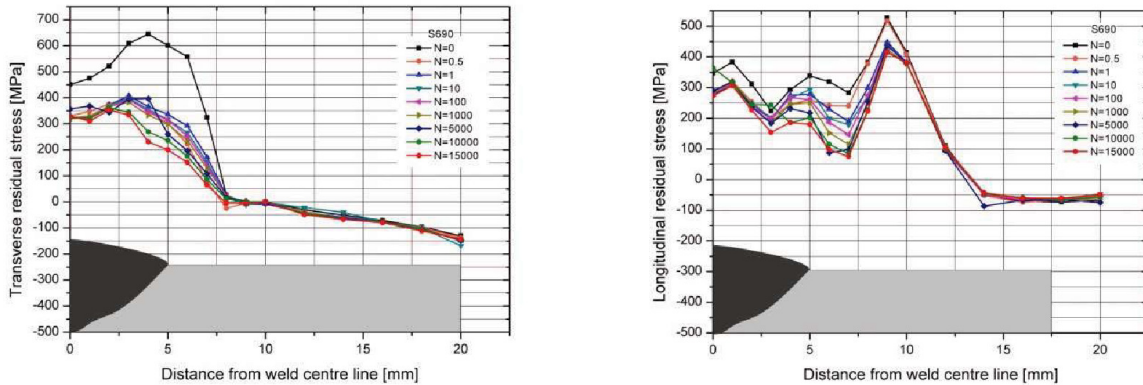 Transverse residual stress [MPa]
700
600
500
400
300
200
100
0
-100
-200
-300
-400
-500
0
5
10
15
20
Distance from weld centre line [mm]
S690
N=0
N=0.5
N=1
N=10
N=100
N=1000
N=5000
N=10000
N=15000
Longitudinal residual stress [MPa]
500
400
300
200
100
0
-100
-200
-300
-400
-500
0
5
10
15
20
Distance from weld centre line [mm]
S690
N=0
N=0.5
N=1
N=10
N=100
N=1000
N=5000
N=10000
N=15000